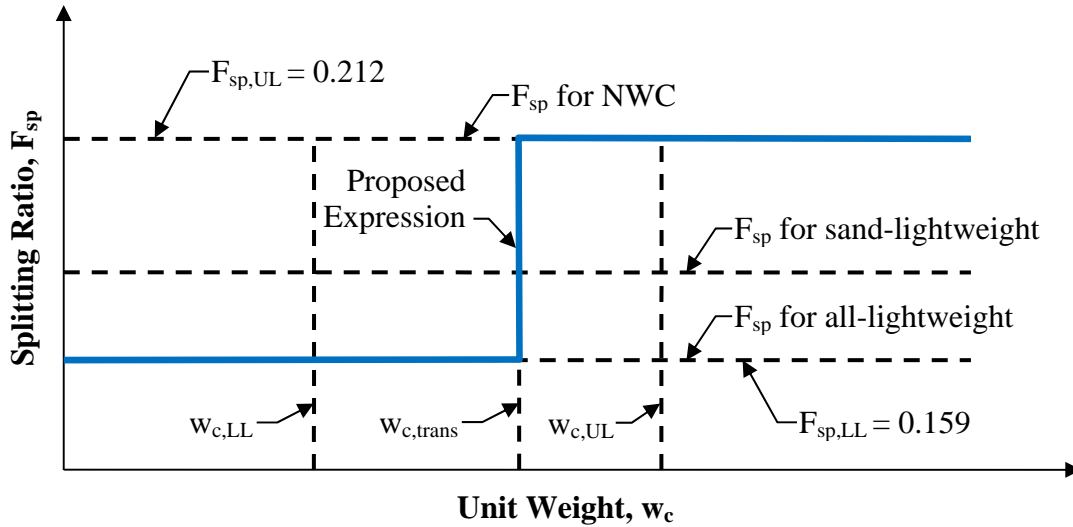 F_sp,UL = 0.212
F_sp for NWC
Proposed
Expression
F_sp for sand-lightweight
F_sp for all-lightweight
w_c,LL
w_c,trans
w_c,UL
F_sp,LL = 0.159
Splitting Ratio, F_sp
Unit Weight, w_c